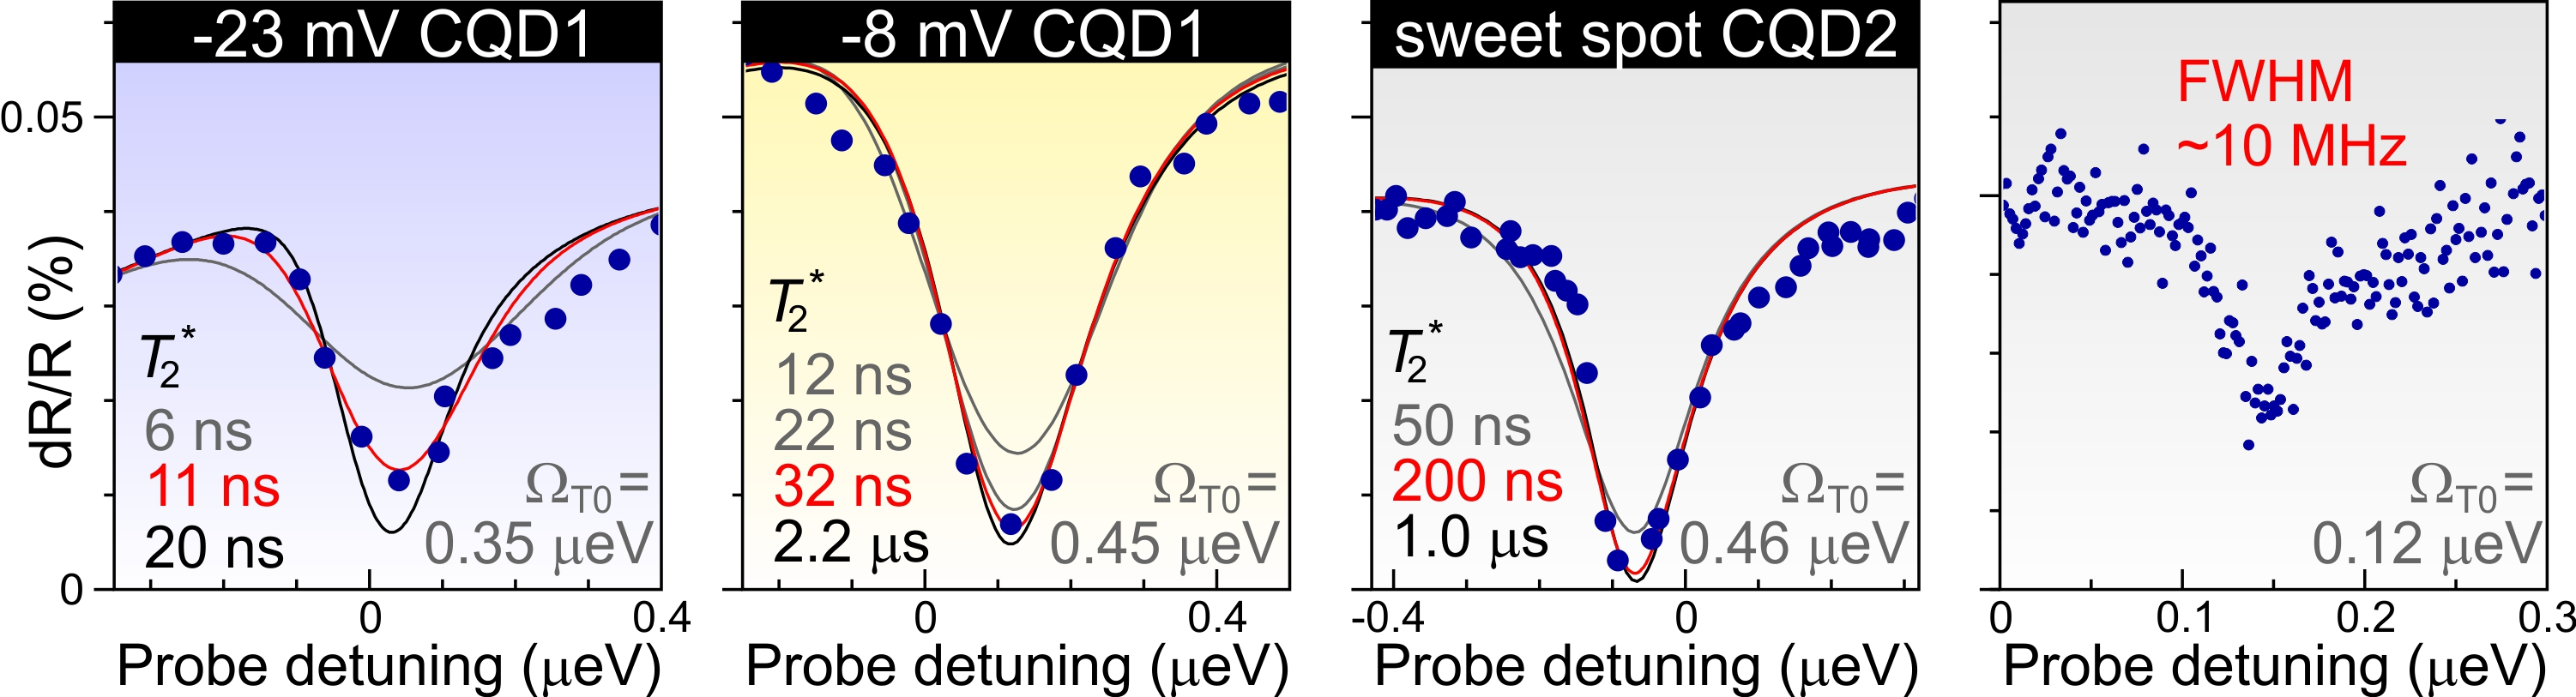 -23 mV CQD1
-8 mV CQD1
sweet spot CQD2
FWHM
~10 MHz
dR/R (%)
0.05
0
T2*
6 ns
11 ns
20 ns
ΩT0=
0.35 μeV
0
0.4
Probe detuning (μeV)
T2*
12 ns
22 ns
32 ns
2.2 μs
ΩT0=
0.45 μeV
0
0.4
Probe detuning (μeV)
T2*
50 ns
200 ns
1.0 μs
ΩT0=
0.46 μeV
-0.4
0
Probe detuning (μeV)
ΩT0=
0.12 μeV
0
0.1
0.2
0.3
Probe detuning (μeV)